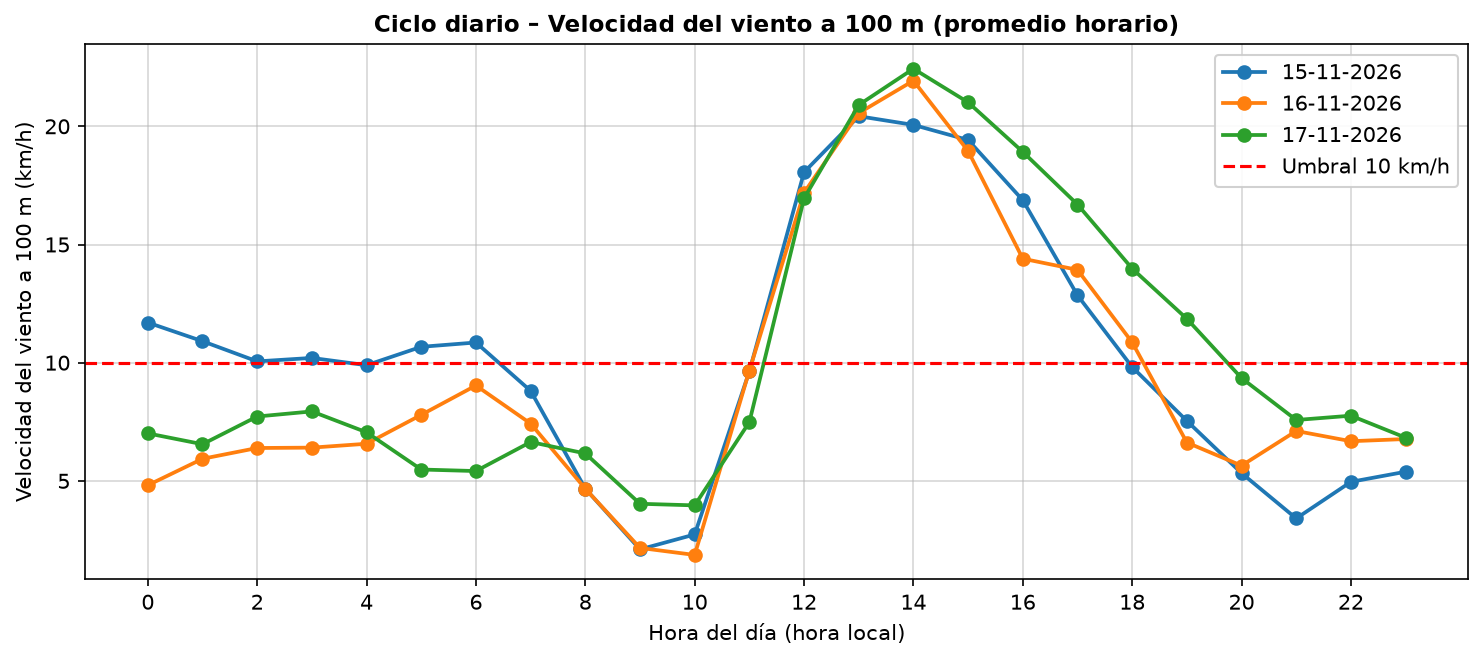 Ciclo diario – Velocidad del viento a 100 m (promedio horario)
Velocidad del viento a 100 m (km/h)
20
15
10
5
15-11-2026
16-11-2026
17-11-2026
Umbral 10 km/h
0 2 4 6 8 10 12 14 16 18 20 22
Hora del día (hora local)